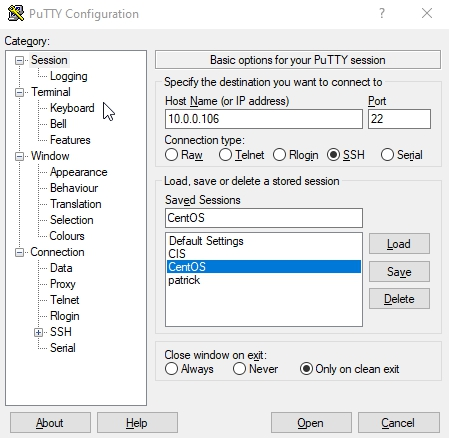 PuTTY Configuration
?
Category:
Session
Logging
Terminal
Keyboard
Bell
Features
Window
Appearance
Behaviour
Translation
Selection
Colours
Connection
Data
Proxy
Telnet
Rlogin
SSH
Serial
Basic options for your PuTTY session
Specify the destination you want to connect to
Host Name (or IP address) Port
10.0.0.106 22
Connection type:
Raw Telnet Rlogin SSH Serial
Load, save or delete a stored session
Saved Sessions
CentOS
Default Settings
CIS
CentOS
patrick
Load
Save
Delete
Close window on exit:
Always Never Only on clean exit
About Help Open Cancel